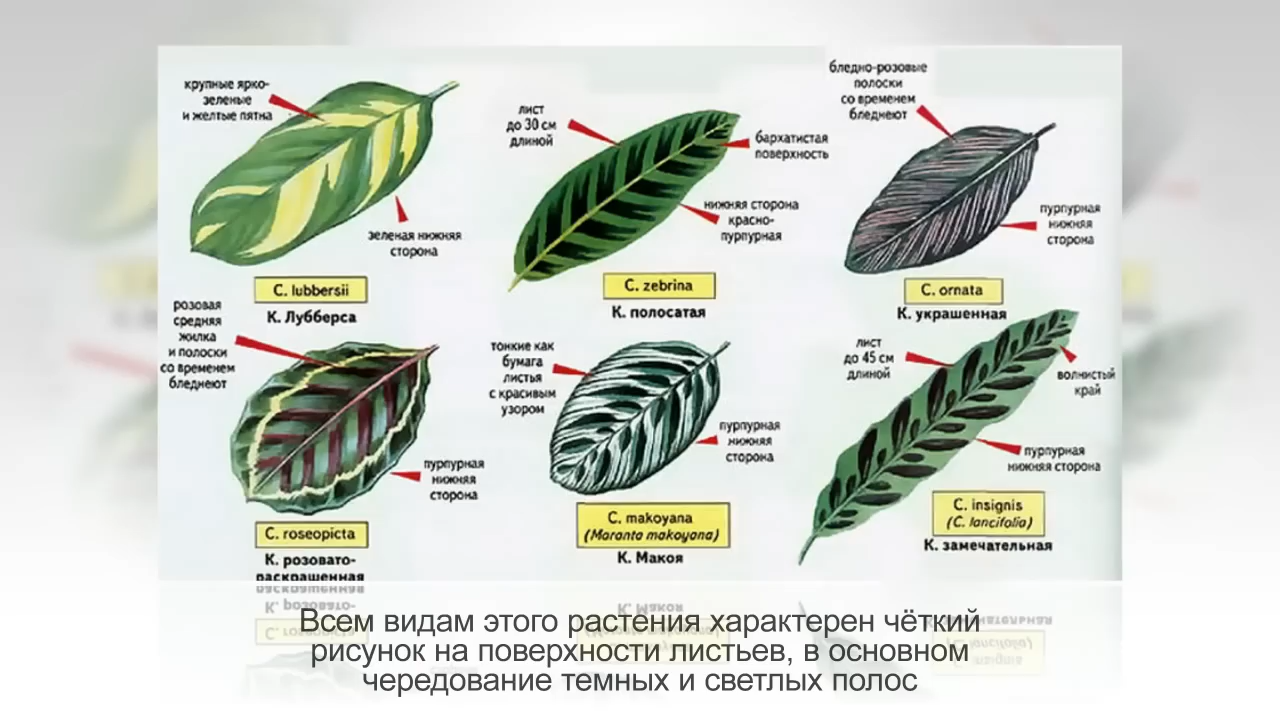 крупные ярко-
зеленые
и желтые пятна
зеленая нижняя
сторона
C. lubbersii
К. Лубберса
лист
до 30 см
длиной
бархатистая
поверхность
нижняя сторона
красно-
пурпурная
C. zebrina
К. полосатая
бледно-розовые
полоски
со временем
бледнеют
пурпурная
нижняя
сторона
C. ornata
К. украшенная
розовая
средняя
жилка
и полоски
со временем
бледнеют
пурпурная
нижняя
сторона
C. roseopicta
К. розовато-
раскрашенная
тонкие как
бумага
листья
с красивым
узором
пурпурная
нижняя
сторона
C. makoyana
(Maranta makoyana)
К. Макоя
лист
до 45 см
длиной
волнистый
край
пурпурная
нижняя сторона
C. insignis
(C. lancifolia)
К. замечательная
Всем видам этого растения характерен чёткий
рисунок на поверхности листьев, в основном
чередование темных и светлых полос